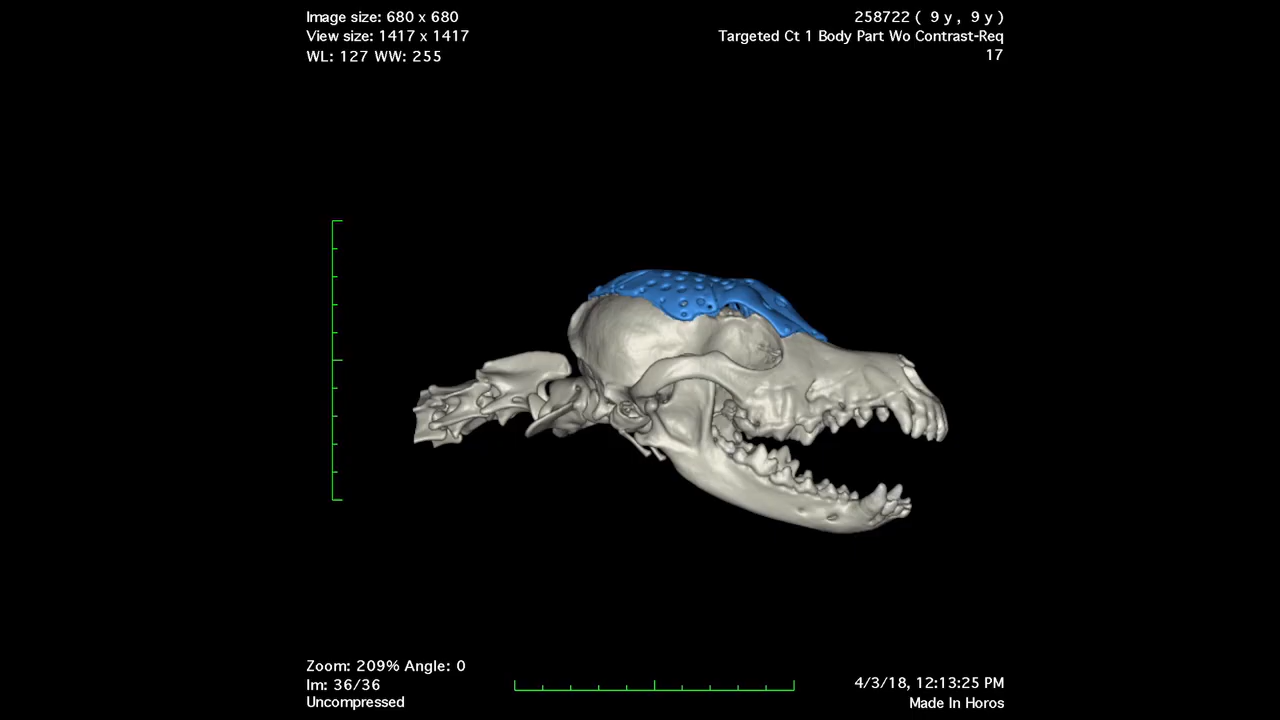 Image size: 680 x 680
View size: 1417 x 1417
WL: 127 WW: 255
258722 ( 9 y , 9 y )
Targeted Ct 1 Body Part Wo Contrast-Req
17
Zoom: 209% Angle: 0
Im: 36/36
Uncompressed
4/3/18, 12:13:25 PM
Made In Horos